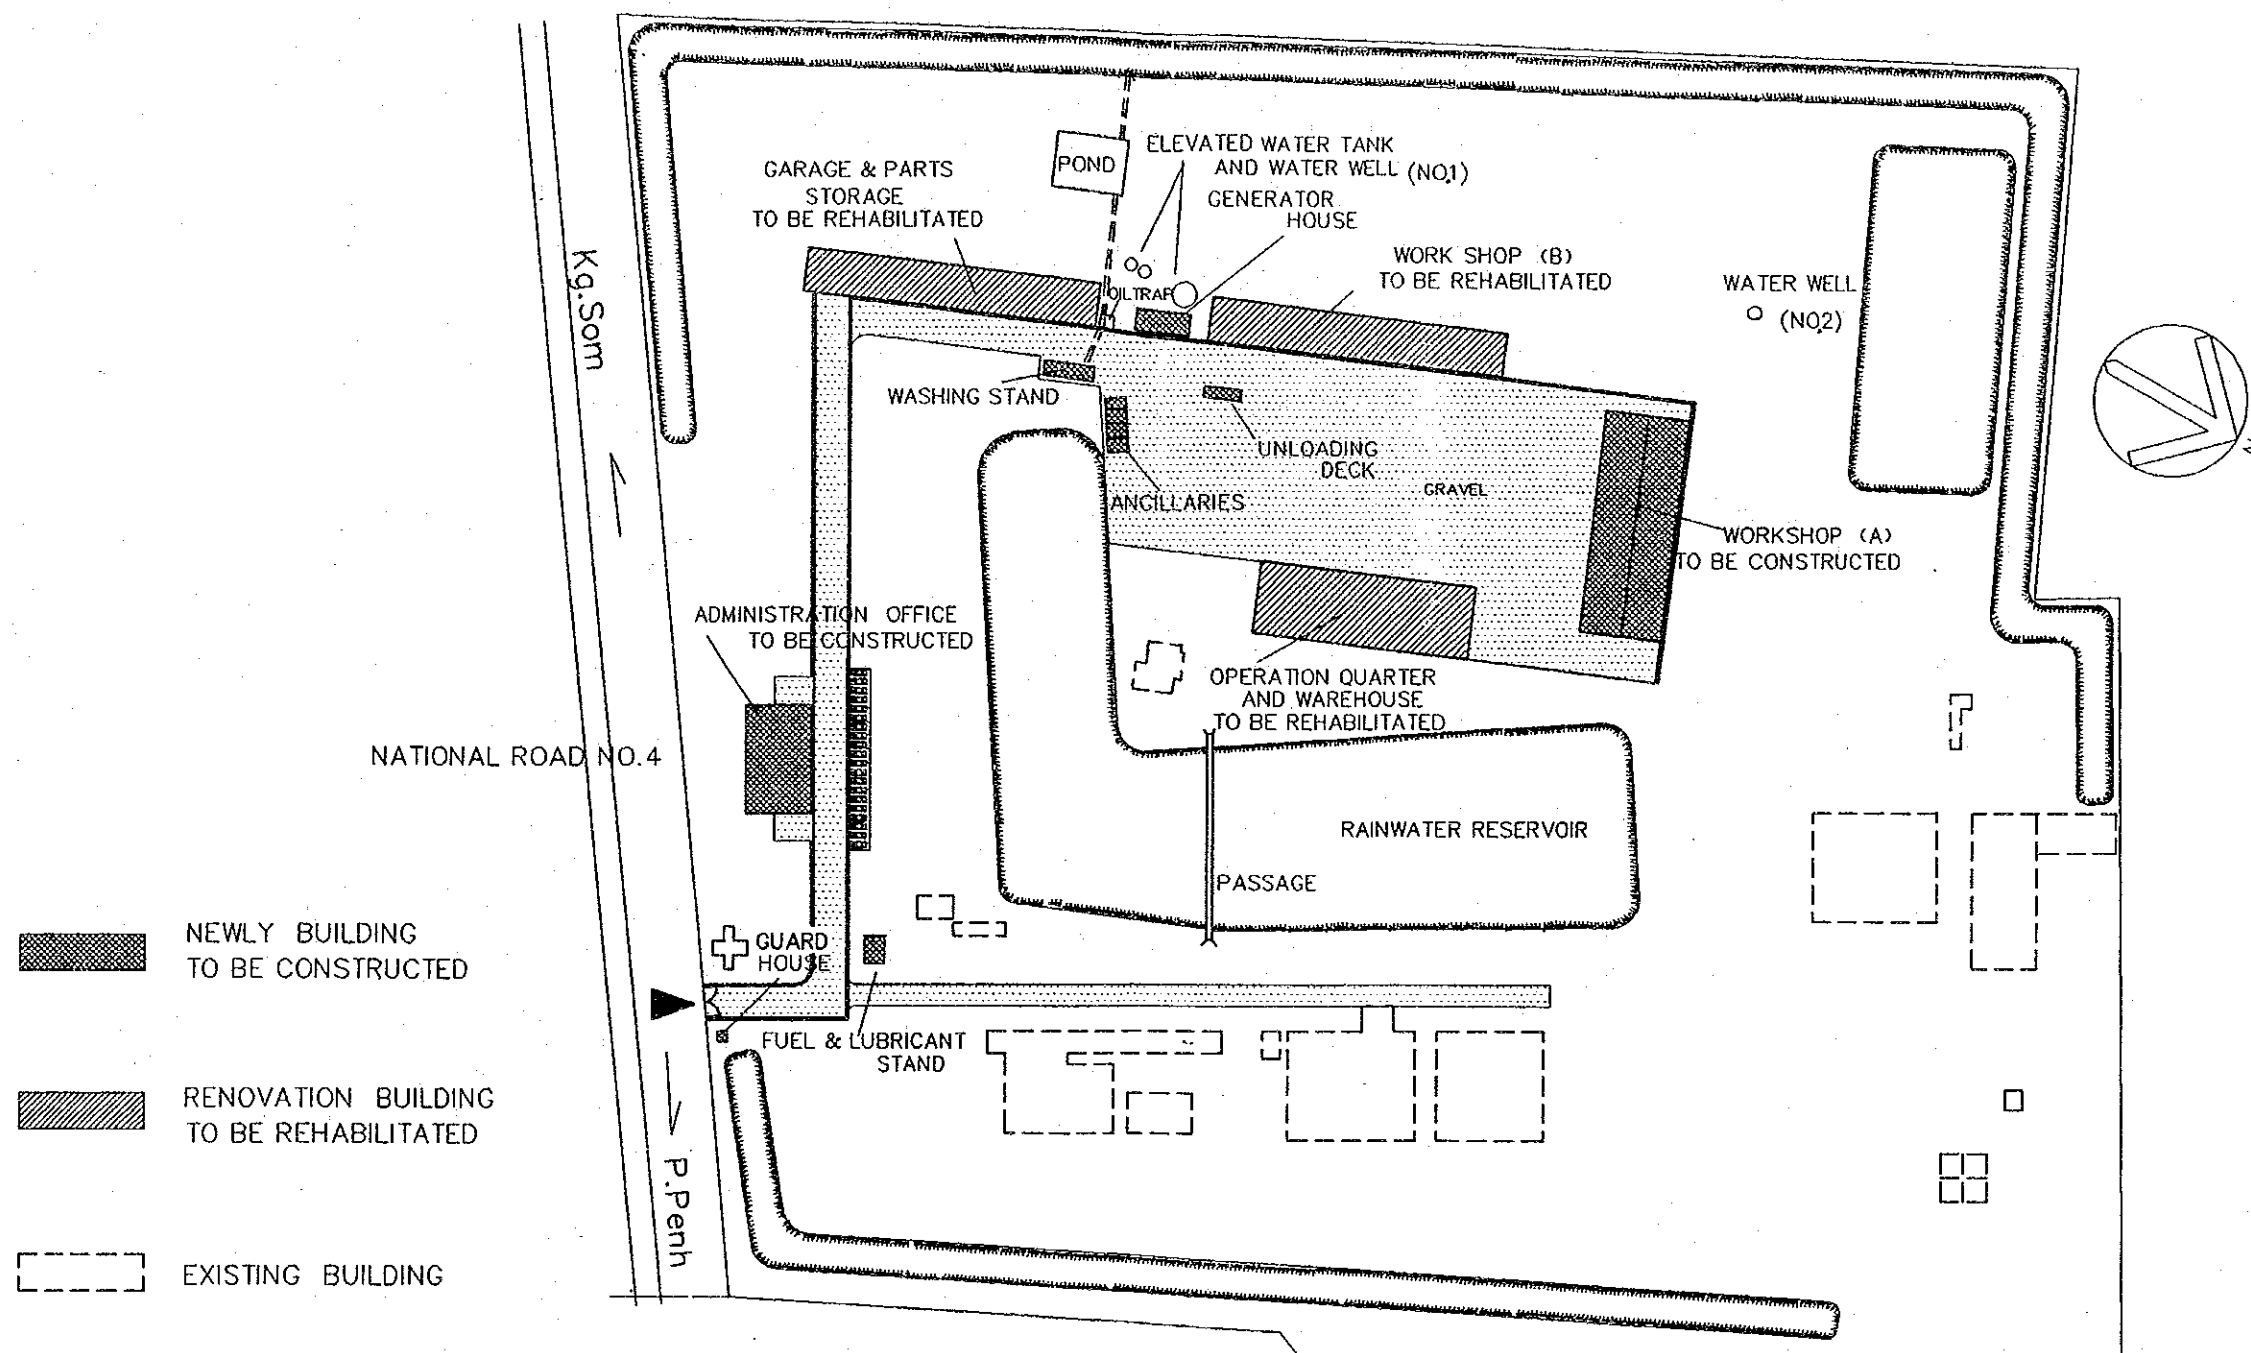 POND
ELEVATED WATER TANK
AND WATER WELL (NO.1)
GENERATOR
HOUSE
GARAGE & PARTS
STORAGE
TO BE REHABILITATED
Kg.Som
OILTRAP
WORK SHOP (B)
TO BE REHABILITATED
WATER WELL
(NO.2)
WASHING STAND
UNLOADING
DECK
GRAVEL
ANCILLARIES
WORKSHOP (A)
TO BE CONSTRUCTED
ADMINISTRATION OFFICE
TO BE CONSTRUCTED
OPERATION QUARTER
AND WAREHOUSE
TO BE REHABILITATED
NATIONAL ROAD NO.4
RAINWATER RESERVOIR
PASSAGE
GUARD
HOUSE
FUEL & LUBRICANT
STAND
P.Penh
NEWLY BUILDING
TO BE CONSTRUCTED
RENOVATION BUILDING
TO BE REHABILITATED
EXISTING BUILDING